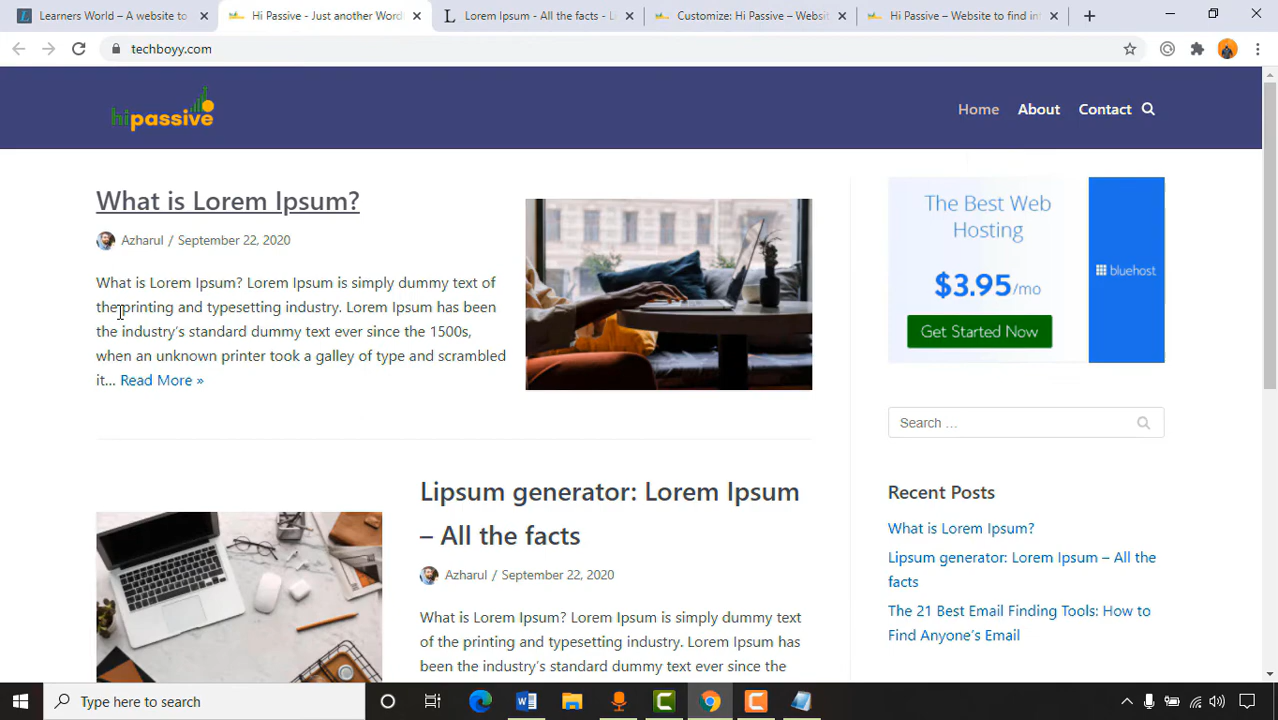 Learners World – A website to
Hi Passive - Just another Word
Lorem Ipsum - All the facts - L
Customize: Hi Passive – Websit
Hi Passive – Website to find in
techboyy.com
hipassive
Home
About
Contact
What is Lorem Ipsum?
Azharul / September 22, 2020
What is Lorem Ipsum? Lorem Ipsum is simply dummy text of
the printing and typesetting industry. Lorem Ipsum has been
the industry's standard dummy text ever since the 1500s,
when an unknown printer took a galley of type and scrambled
it... Read More »
Lipsum generator: Lorem Ipsum
– All the facts
Azharul / September 22, 2020
What is Lorem Ipsum? Lorem Ipsum is simply dummy text
of the printing and typesetting industry. Lorem Ipsum has
been the industry's standard dummy text ever since the
The Best Web
Hosting
$3.95/mo
Get Started Now
bluehost
Search …
Recent Posts
What is Lorem Ipsum?
Lipsum generator: Lorem Ipsum – All the
facts
The 21 Best Email Finding Tools: How to
Find Anyone's Email
Type here to search